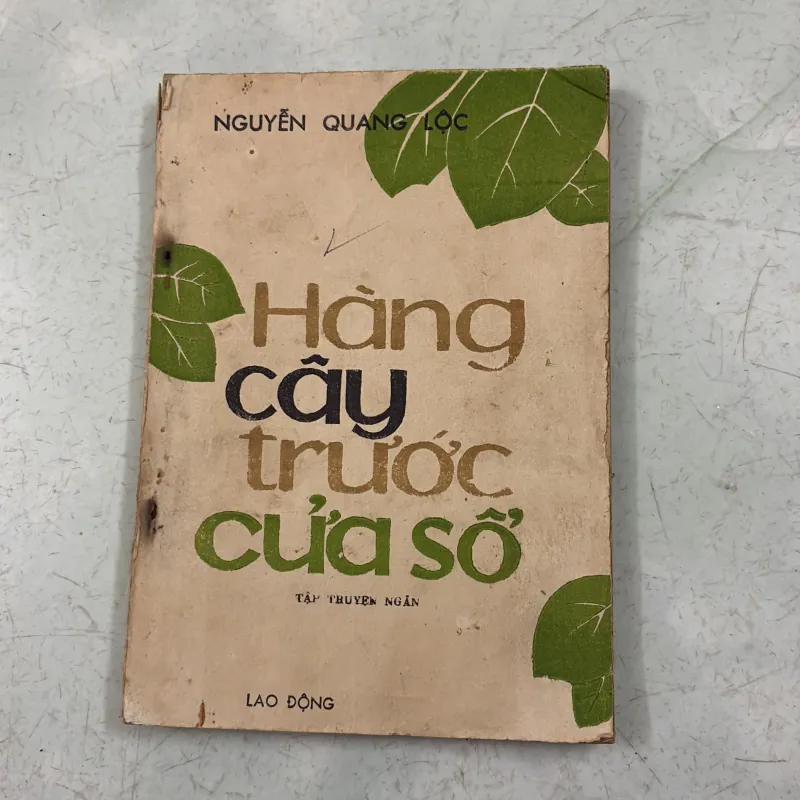 NGUYỄN QUANG LỘC
Hàng
cây
trước
cửa sổ
TẬP TRUYỆN NGẮN
LAO ĐỘNG